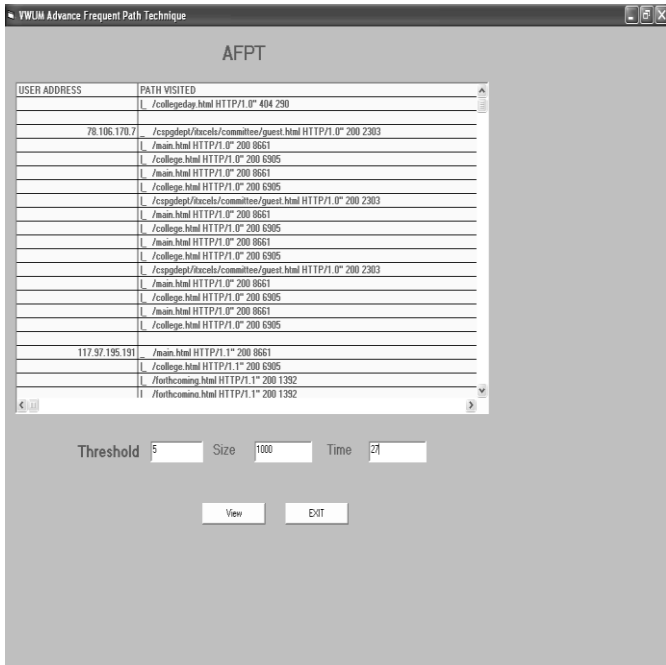 VWUM Advance Frequent Path Technique
AFPT
USER ADDRESS PATH VISITED
|_ /collegeday.html HTTP/1.0" 404 290
78.106.170.7 _ /cspgdept/itxcels/committee/guest.html HTTP/1.0" 200 2303
|_ /main.html HTTP/1.0" 200 8661
|_ /college.html HTTP/1.0" 200 6905
|_ /main.html HTTP/1.0" 200 8661
|_ /college.html HTTP/1.0" 200 6905
|_ /cspgdept/itxcels/committee/guest.html HTTP/1.0" 200 2303
|_ /main.html HTTP/1.0" 200 8661
|_ /college.html HTTP/1.0" 200 6905
|_ /main.html HTTP/1.0" 200 8661
|_ /college.html HTTP/1.0" 200 6905
|_ /cspgdept/itxcels/committee/guest.html HTTP/1.0" 200 2303
|_ /main.html HTTP/1.0" 200 8661
|_ /college.html HTTP/1.0" 200 6905
|_ /main.html HTTP/1.0" 200 8661
|_ /college.html HTTP/1.0" 200 6905
117.97.195.191 _ /main.html HTTP/1.1" 200 8661
|_ /college.html HTTP/1.1" 200 6905
|_ /forthcoming.html HTTP/1.1" 200 1392
|_ /forthcoming.html HTTP/1.1" 200 1392
Threshold 5 Size 1000 Time 27
View EXIT